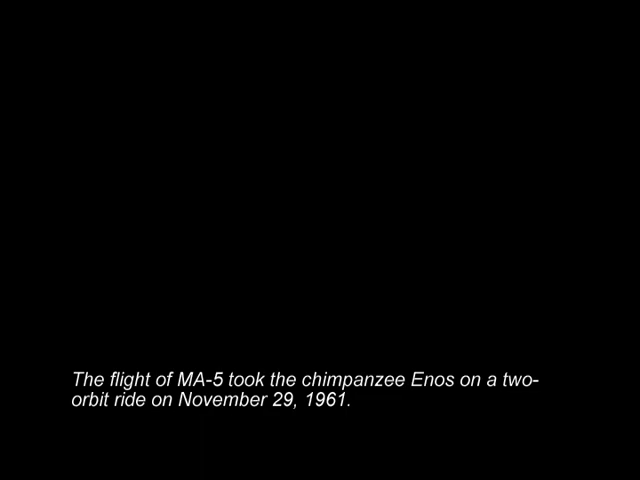 The flight of MA-5 took the chimpanzee Enos on a two-
orbit ride on November 29, 1961.